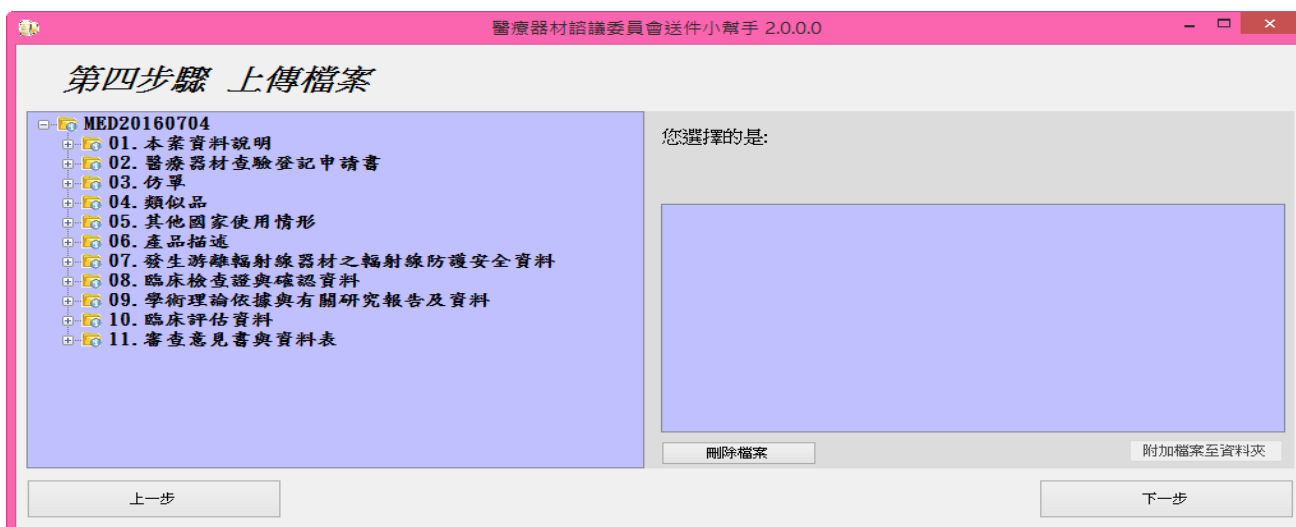 醫療器材諮議委員會送件小幫手 2.0.0.0
第四步驟 上傳檔案
MED20160704
01. 本案資料說明
02. 醫療器材查驗登記申請書
03. 仿單
04. 類似品
05. 其他國家使用情形
06. 產品描述
07. 發生游離輻射線器材之輻射線防護安全資料
08. 臨床檢查證與確認資料
09. 學術理論依據與有關研究報告及資料
10. 臨床評估資料
11. 審查意見書與資料表
您選擇的是:
刪除檔案
附加檔案至資料夾
上一步
下一步